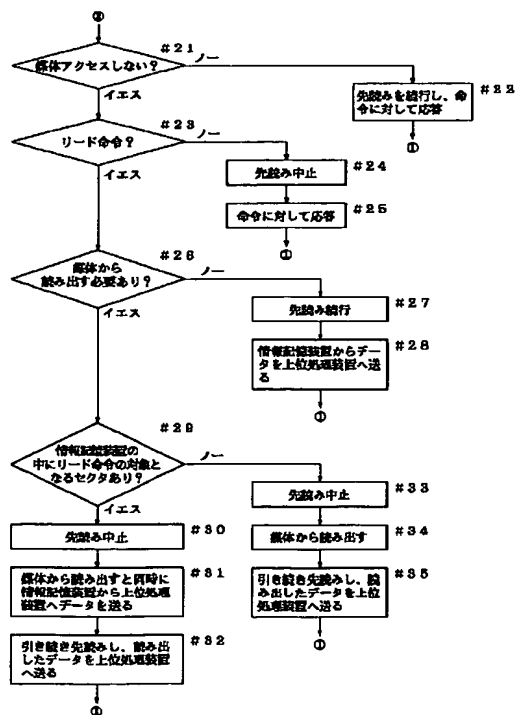 ②
#21
媒体アクセスしない？
ノー
イエス
#22
先読みを続行し、命
令に対して応答
①
#23
リード命令？
ノー
イエス
#24
先読み中止
#25
命令に対して応答
①
#26
媒体から
読み出す必要あり？
ノー
イエス
#27
先読み続行
#28
情報記憶装置からデー
タを上位処理装置へ送
る
①
#29
情報記憶装置の
中にリード命令の対象と
なるセクタあり？
ノー
イエス
#30
先読み中止
#31
媒体から読み出すと同時に
情報記憶装置から上位処理
装置へデータを送る
#32
引き続き先読みし、読み出
したデータを上位処理装置
へ送る
①
#33
先読み中止
#34
媒体から読み出す
#35
引き続き先読みし、読
み出したデータを上位
処理装置へ送る
①